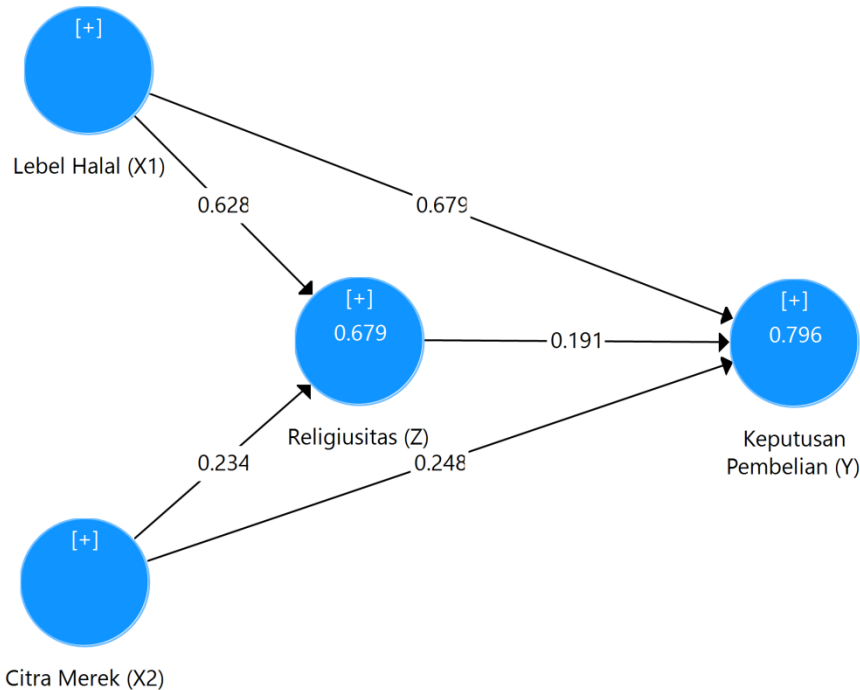 [+]
Lebel Halal (X1)
0.628
0.679
[+]
0.679
Religiusitas (Z)
0.191
[+]
0.796
Keputusan
Pembelian (Y)
0.234
0.248
[+]
Citra Merek (X2)